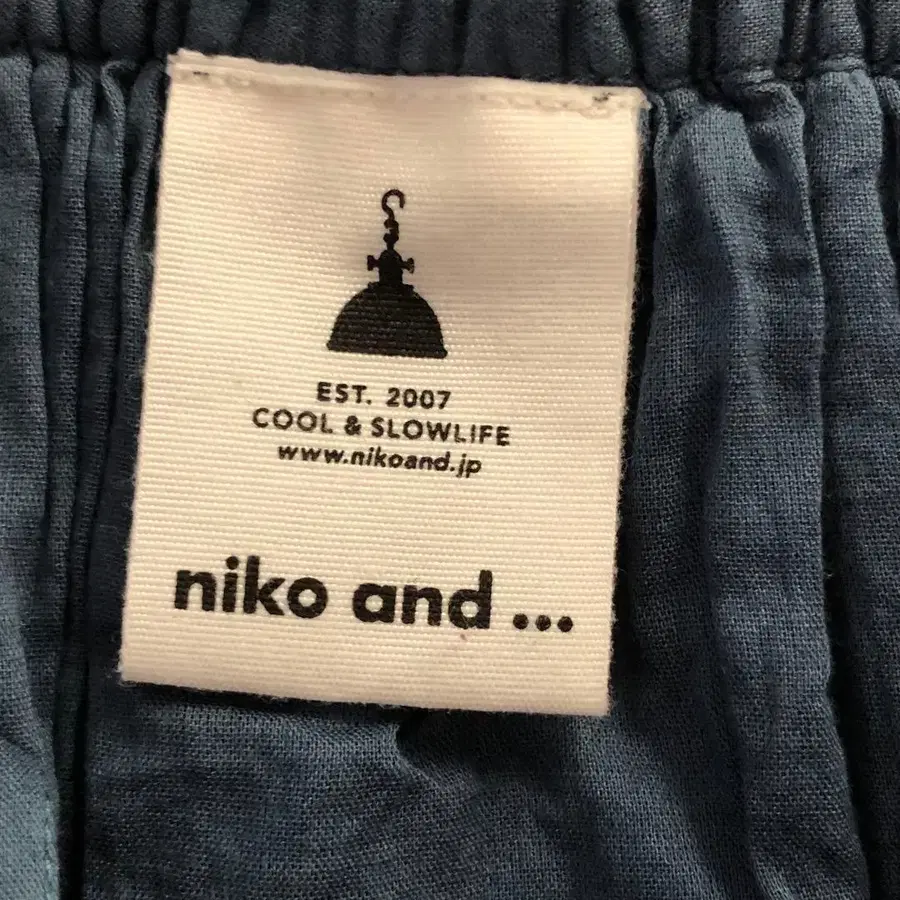 EST. 2007
COOL & SLOWLIFE
www.nikoand.jp
niko and ...